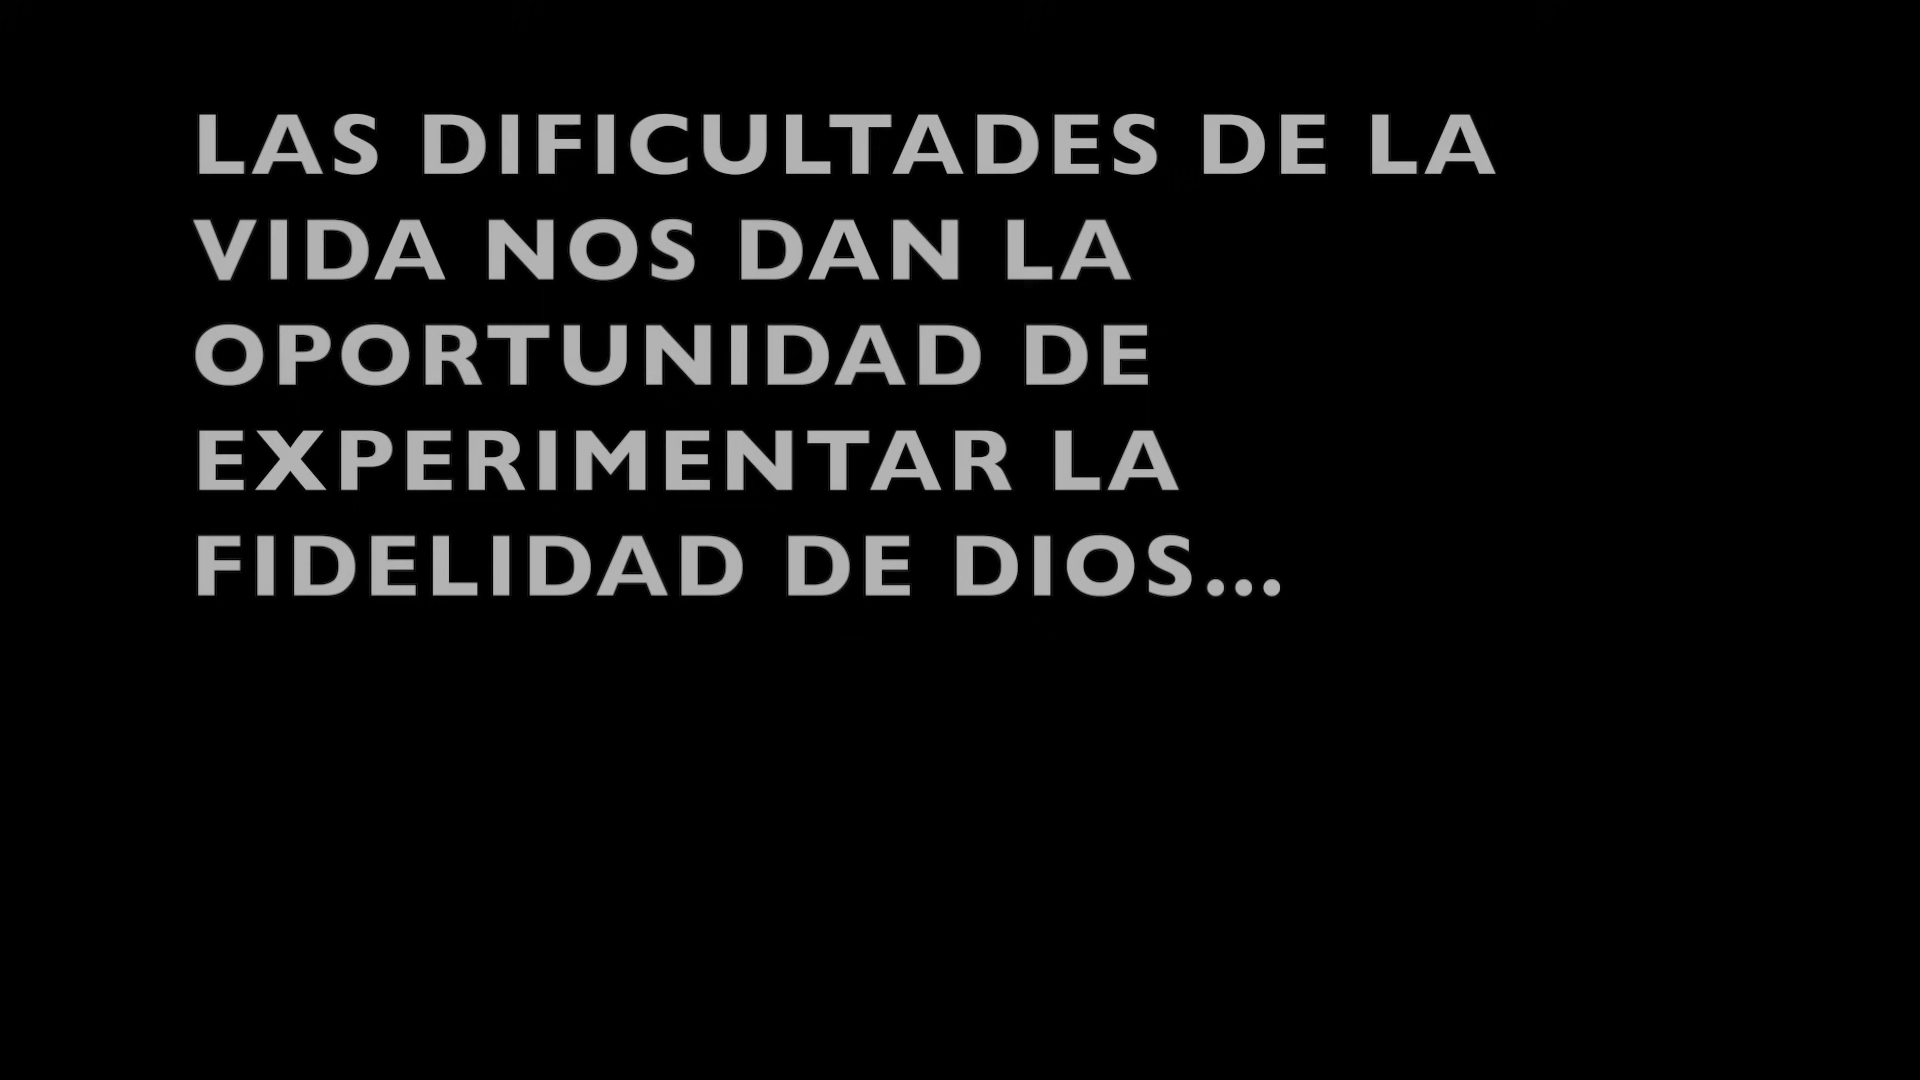 LAS DIFICULTADES DE LA
VIDA NOS DAN LA
OPORTUNIDAD DE
EXPERIMENTAR LA
FIDELIDAD DE DIOS...